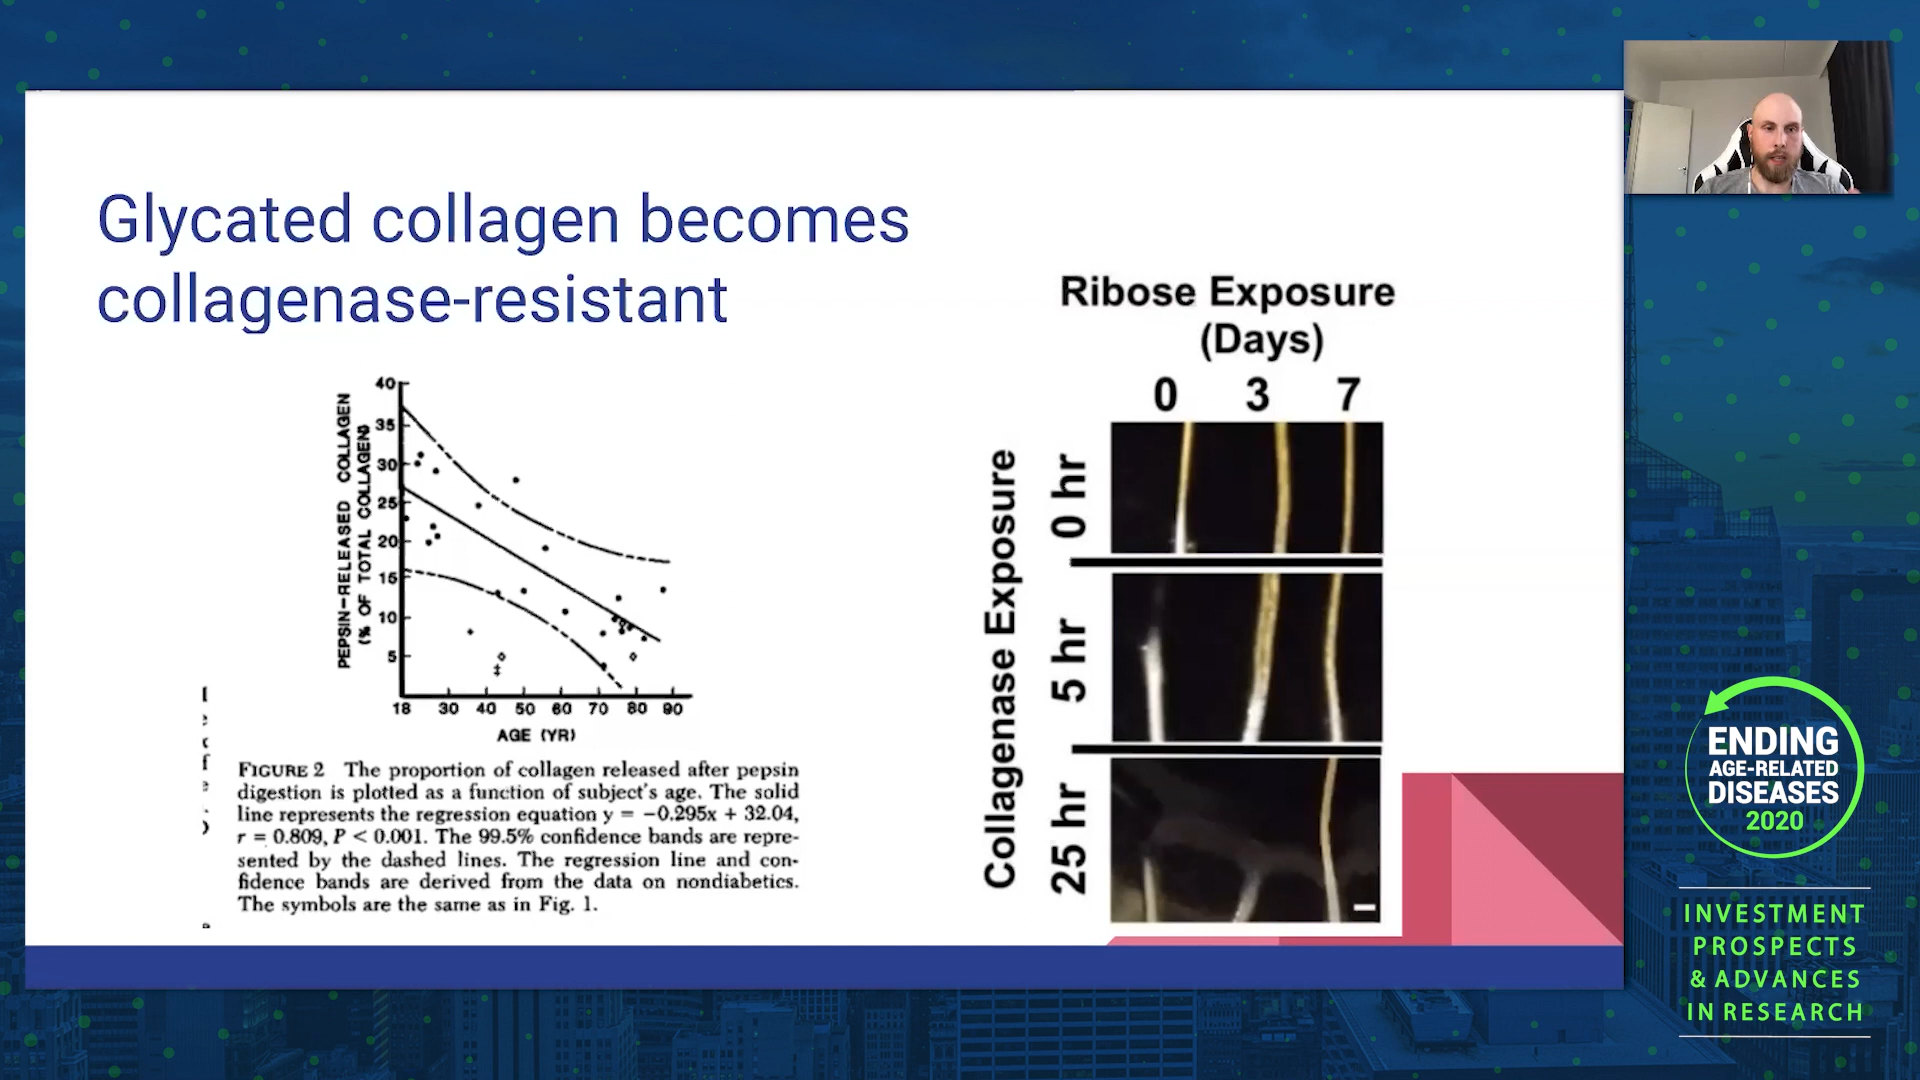 Glycated collagen becomes
collagenase-resistant
PEPSIN-RELEASED COLLAGEN
(% OF TOTAL COLLAGEN)
40
35
30
25
20
15
10
5
18 30 40 50 60 70 80 90
AGE (YR)
FIGURE 2 The proportion of collagen released after pepsin
digestion is plotted as a function of subject's age. The solid
line represents the regression equation y = −0.295x + 32.04,
r = 0.809, P < 0.001. The 99.5% confidence bands are repre-
sented by the dashed lines. The regression line and con-
fidence bands are derived from the data on nondiabetics.
The symbols are the same as in Fig. 1.
Ribose Exposure
(Days)
0 3 7
Collagenase Exposure
0 hr
5 hr
25 hr
ENDING
AGE-RELATED
DISEASES
2020
INVESTMENT
PROSPECTS
& ADVANCES
IN RESEARCH